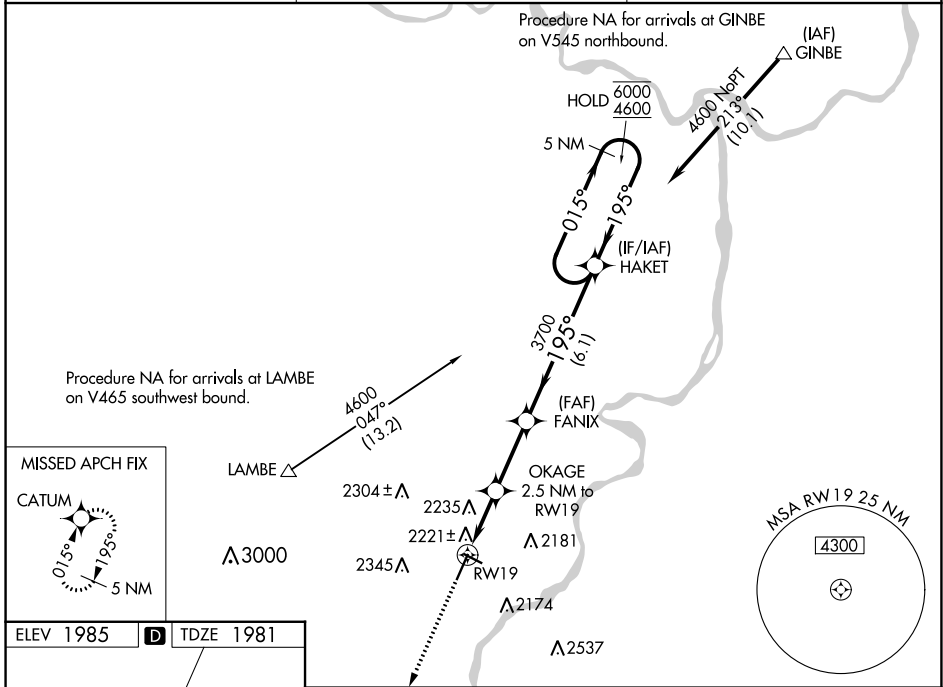 Procedure NA for arrivals at GINBE
on V545 northbound.
(IAF)
GINBE
HOLD 6000
4600
4600 NoPT
213°
(10.1)
5 NM
015°
195°
(IF/IAF)
HAKET
3700
195°
(6.1)
Procedure NA for arrivals at LAMBE
on V465 southwest bound.
4600
047°
(13.2)
(FAF)
FANIX
LAMBE
MISSED APCH FIX
CATUM
015°
195°
5 NM
OKAGE
2.5 NM to
RW19
2304 ±
2235
2221±
2181
3000
2345
RW19
2174
2537
MSA RW19 25 NM
4300
ELEV 1985 D TDZE 1981